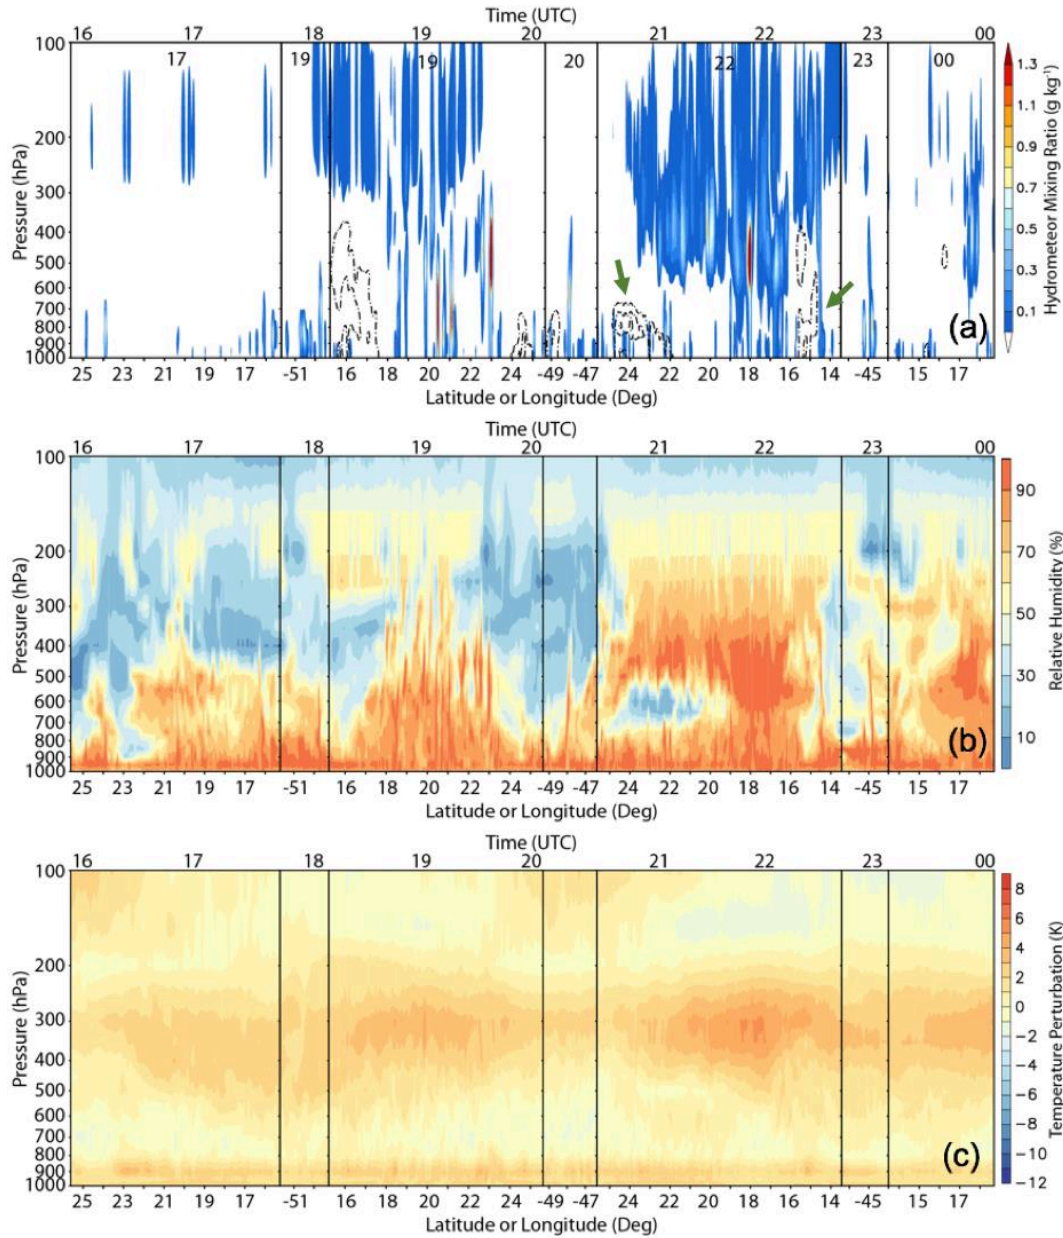 Time (UTC)
16 17 18 19 20 21 22 23 00
17 19 19 20 22 23 00
100
200
300
400
500
600
700
800
900
1000
Pressure (hPa)
(a)
1.3
1.1
0.9
0.7
0.5
0.3
0.1
Hydrometeor Mixing Ratio (g kg⁻¹)
25 23 21 19 17 -51 16 18 20 22 24 -49 -47 24 22 20 18 16 14 -45 15 17
Latitude or Longitude (Deg)
Time (UTC)
16 17 18 19 20 21 22 23 00
100
200
300
400
500
600
700
800
900
1000
Pressure (hPa)
(b)
90
70
50
30
10
Relative Humidity (%)
25 23 21 19 17 -51 16 18 20 22 24 -49 -47 24 22 20 18 16 14 -45 15 17
Latitude or Longitude (Deg)
Time (UTC)
16 17 18 19 20 21 22 23 00
100
200
300
400
500
600
700
800
900
1000
Pressure (hPa)
(c)
8
6
4
2
0
−2
−4
−6
−8
−10
−12
Temperature Perturbation (K)
25 23 21 19 17 -51 16 18 20 22 24 -49 -47 24 22 20 18 16 14 -45 15 17
Latitude or Longitude (Deg)